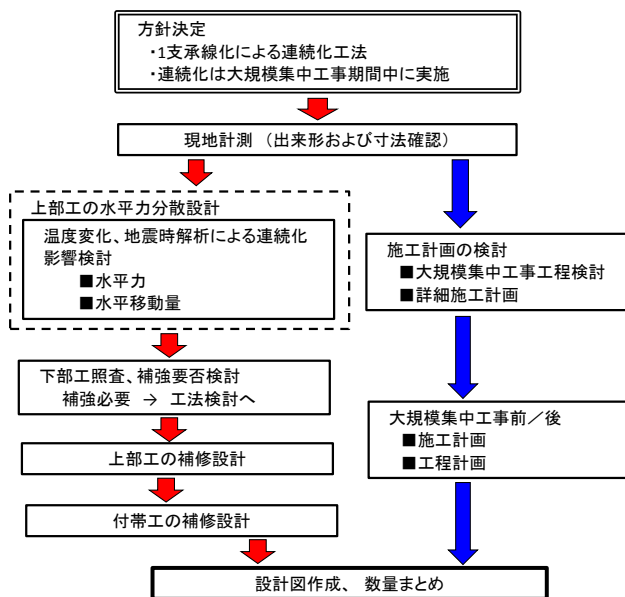 方針決定
・1支承線化による連続化工法
・連続化は大規模集中工事期間中に実施
現地計測 （出来形および寸法確認）
上部工の水平力分散設計
温度変化、地震時解析による連続化
影響検討
■水平力
■水平移動量
下部工照査、補強要否検討
補強必要 → 工法検討へ
上部工の補修設計
付帯工の補修設計
施工計画の検討
■大規模集中工事工程検討
■詳細施工計画
大規模集中工事前／後
■施工計画
■工程計画
設計図作成、 数量まとめ